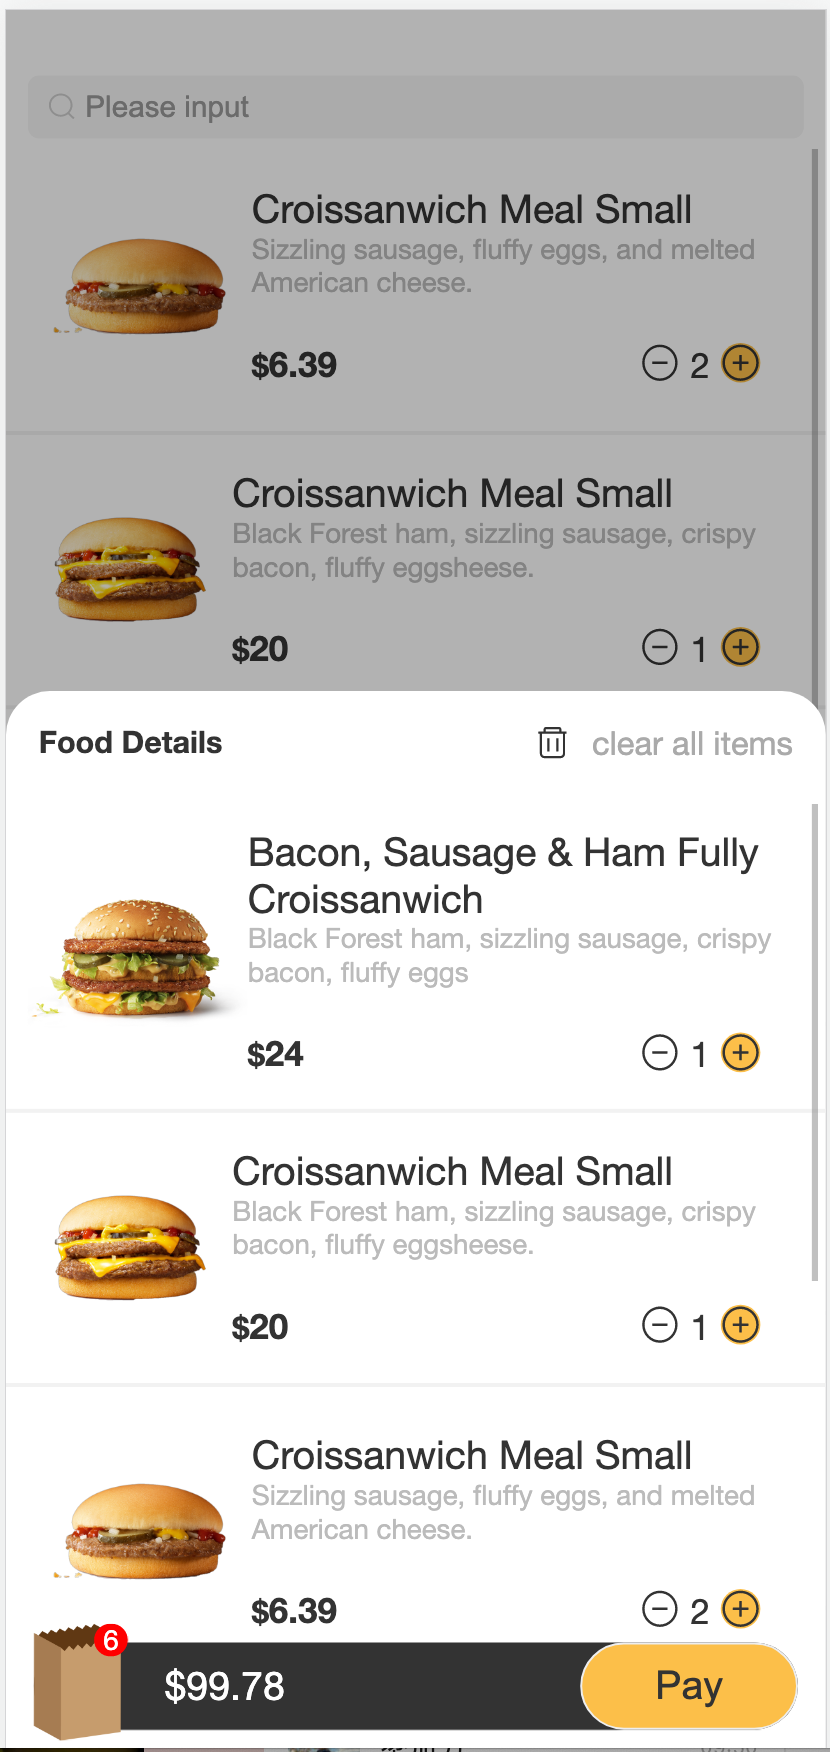 Please input
Croissanwich Meal Small
Sizzling sausage, fluffy eggs, and melted
American cheese.
$6.39
2
Croissanwich Meal Small
Black Forest ham, sizzling sausage, crispy
bacon, fluffy eggsheese.
$20
1
Food Details
clear all items
Bacon, Sausage & Ham Fully
Croissanwich
Black Forest ham, sizzling sausage, crispy
bacon, fluffy eggs
$24
1
Croissanwich Meal Small
Black Forest ham, sizzling sausage, crispy
bacon, fluffy eggsheese.
$20
1
Croissanwich Meal Small
Sizzling sausage, fluffy eggs, and melted
American cheese.
$6.39
2
6
$99.78
Pay